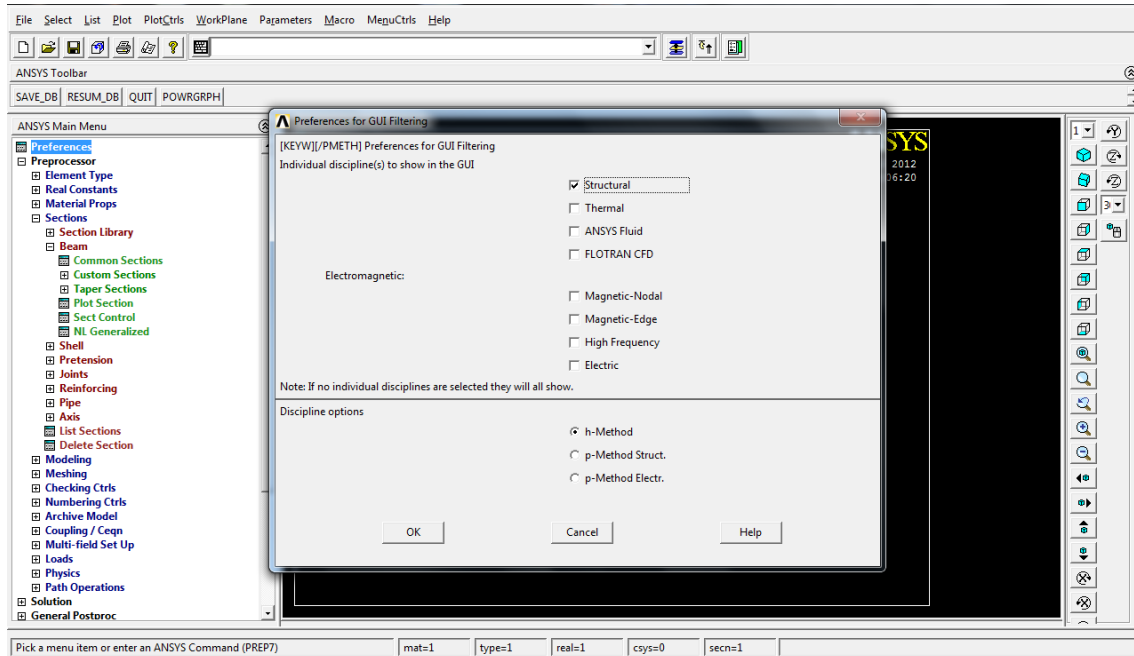 File Select List Plot PlotCtrls WorkPlane Parameters Macro MenuCtrls Help
ANSYS Toolbar
SAVE_DB RESUM_DB QUIT POWRGRPH
ANSYS Main Menu
Preferences
Preprocessor
Element Type
Real Constants
Material Props
Sections
Section Library
Beam
Common Sections
Custom Sections
Taper Sections
Plot Section
Sect Control
NL Generalized
Shell
Pretension
Joints
Reinforcing
Pipe
Axis
List Sections
Delete Section
Modeling
Meshing
Checking Ctrls
Numbering Ctrls
Archive Model
Coupling / Ceqn
Multi-field Set Up
Loads
Physics
Path Operations
Solution
General Postproc
Preferences for GUI Filtering
[KEYW][/PMETH] Preferences for GUI Filtering
Individual discipline(s) to show in the GUI
Structural
Thermal
ANSYS Fluid
FLOTRAN CFD
Electromagnetic:
Magnetic-Nodal
Magnetic-Edge
High Frequency
Electric
Note: If no individual disciplines are selected they will all show.
Discipline options
h-Method
p-Method Struct.
p-Method Electr.
OK Cancel Help
SYS
2012
06:20
1
3
Pick a menu item or enter an ANSYS Command (PREP7) mat=1 type=1 real=1 csys=0 secn=1